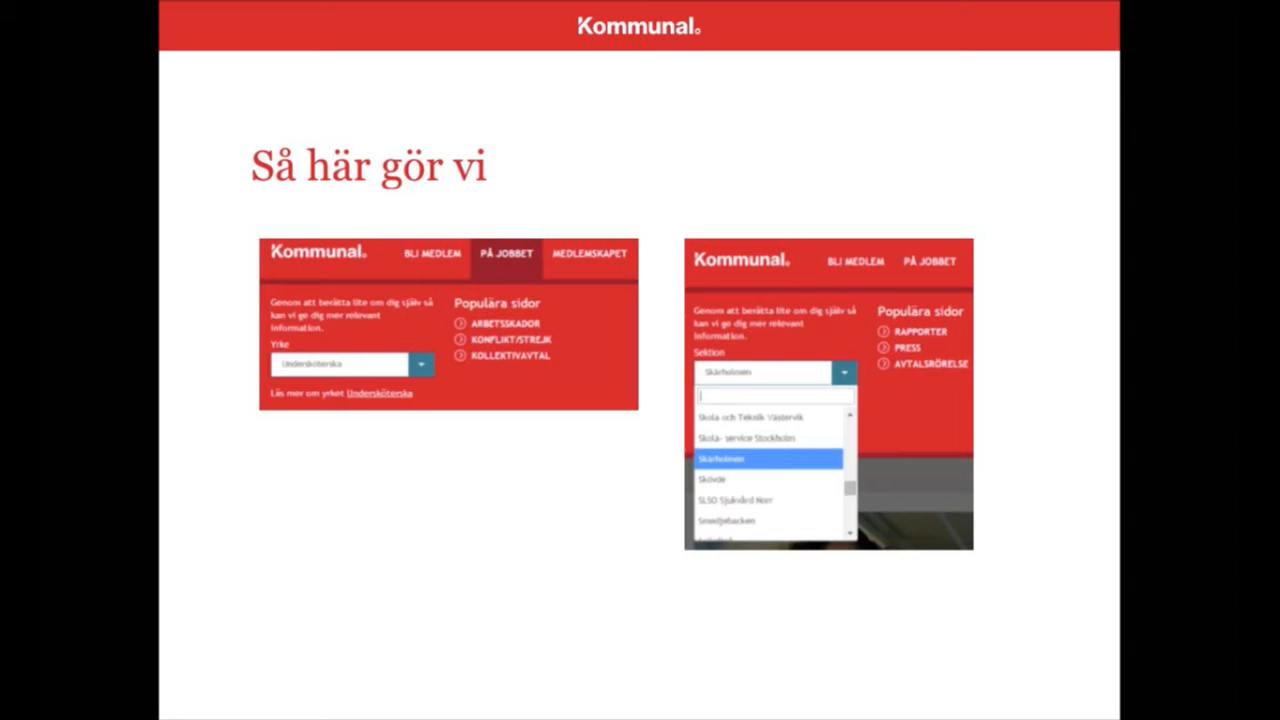 Kommunal.
Så här gör vi
Kommunal.
BLI MEDLEM
PÅ JOBBET
MEDLEMSKAPET
Genom att berätta lite om dig själv så
kan vi ge dig mer relevant
information.
Yrke
Undersköterska
Läs mer om yrket Undersköterska
Populära sidor
ARBETSSKADOR
KONFLIKT/STREJK
KOLLEKTIVAVTAL
Kommunal.
BLI MEDLEM
PÅ JOBBET
Genom att berätta lite om dig själv så
kan vi ge dig mer relevant
information.
Sektion
Skärholmen
Skola och Teknik Västervik
Skola- service Stockholm
Skärholmen
Skövde
SLSO Sjukvård Norr
Smedjebacken
Populära sidor
RAPPORTER
PRESS
AVTALSRÖRELSE